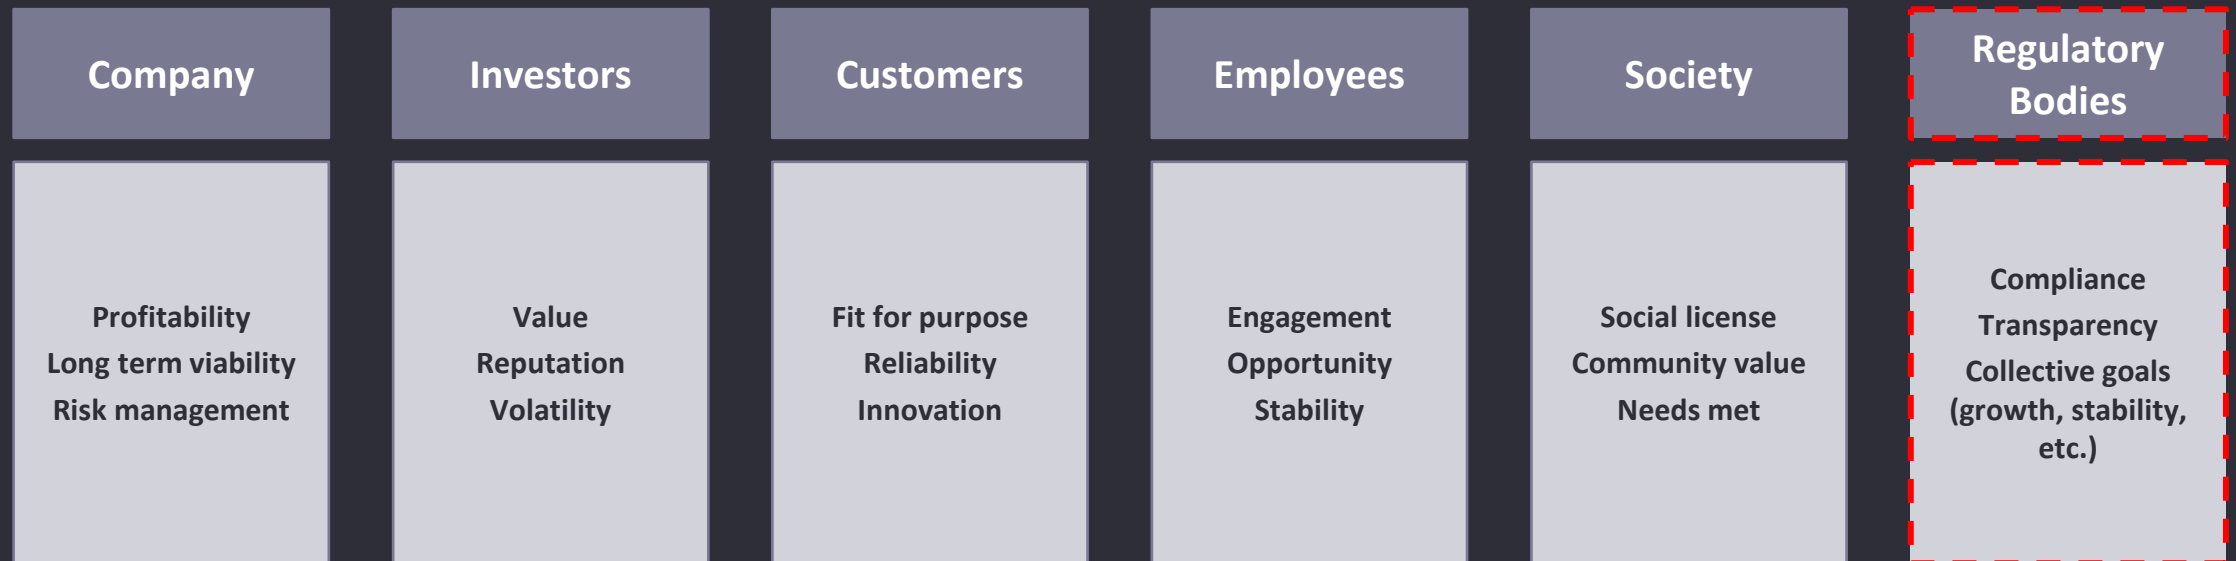 Company
Profitability
Long term viability
Risk management
Investors
Value
Reputation
Volatility
Customers
Fit for purpose
Reliability
Innovation
Employees
Engagement
Opportunity
Stability
Society
Social license
Community value
Needs met
Regulatory
Bodies
Compliance
Transparency
Collective goals
(growth, stability,
etc.)